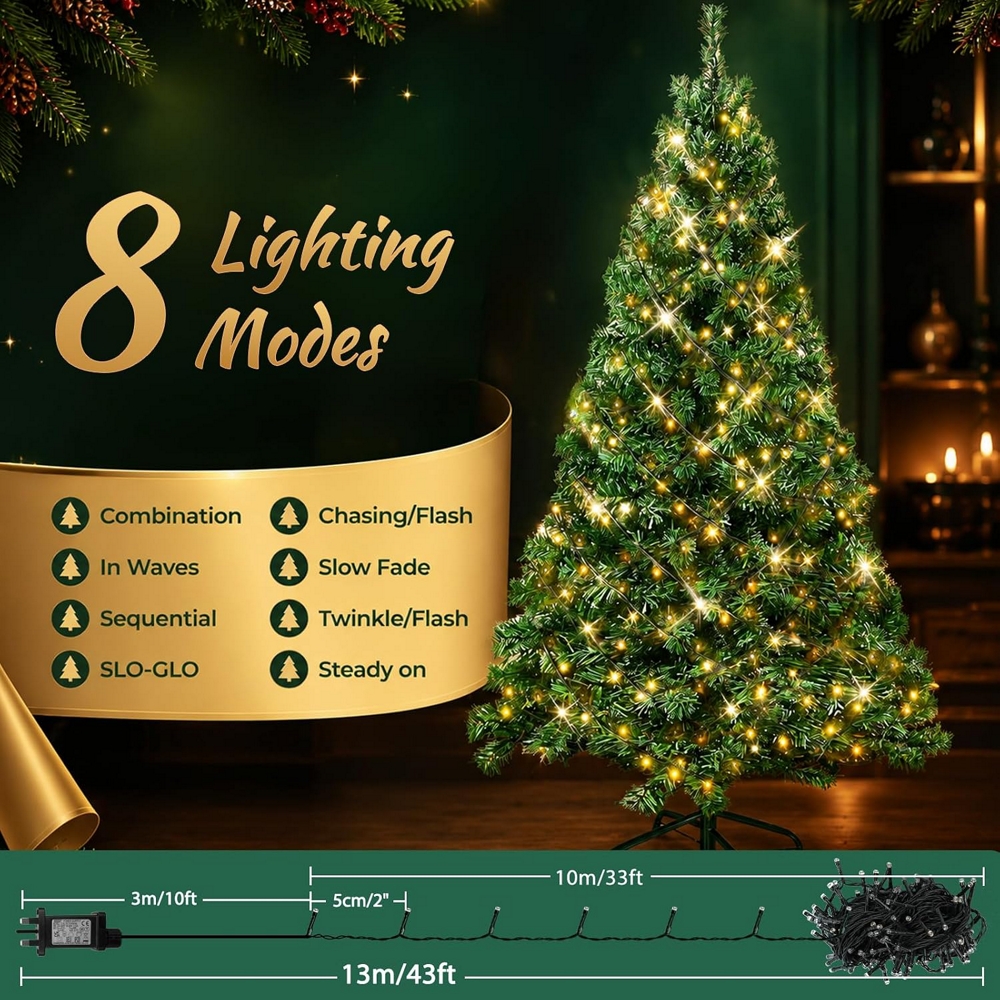 8 Lighting
Modes
Combination
Chasing/Flash
In Waves
Slow Fade
Sequential
Twinkle/Flash
SLO-GLO
Steady on
10m/33ft
3m/10ft
5cm/2"
13m/43ft